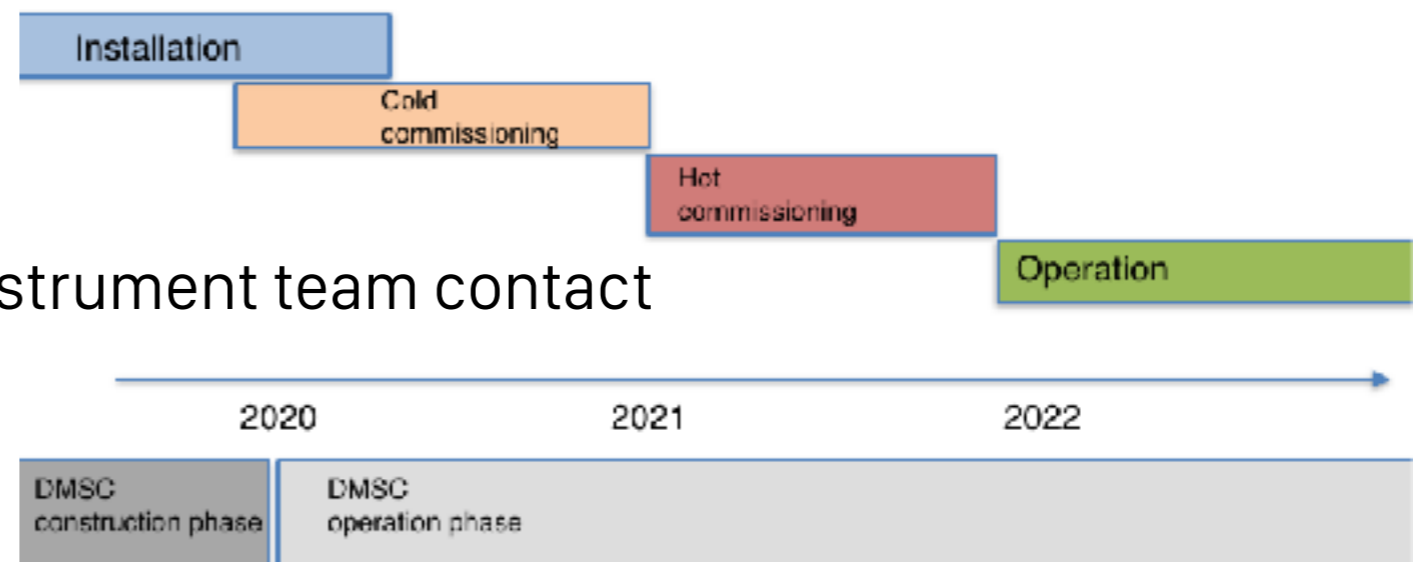 Installation
Cold
commissioning
Hot
commissioning
Operation
strument team contact
2020 2021 2022
DMSC
construction phase
DMSC
operation phase